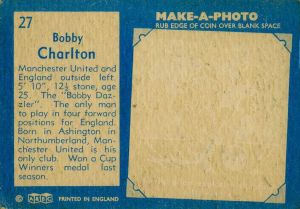 27
Bobby
Charlton
Manchester United and
England outside left.
5' 10", 12½ stone, age
25. The "Bobby Daz-
zler". The only man
to play in four forward
positions for England.
Born in Ashington in
Northumberland, Man-
chester United is his
only club. Won a Cup
Winners medal last
season.
© A&BC PRINTED IN ENGLAND
MAKE-A-PHOTO
RUB EDGE OF COIN OVER BLANK SPACE